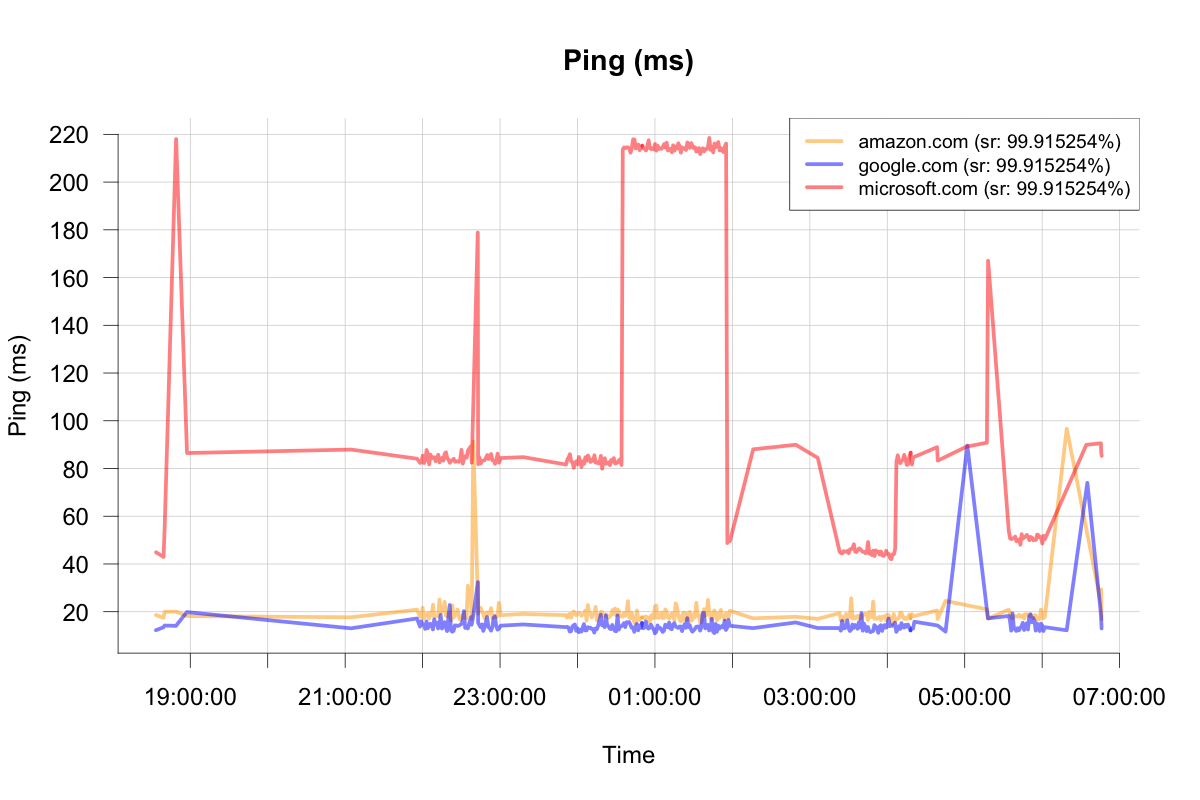 Ping (ms)
amazon.com (sr: 99.915254%)
google.com (sr: 99.915254%)
microsoft.com (sr: 99.915254%)
Ping (ms)
220
200
180
160
140
120
100
80
60
40
20
19:00:00 21:00:00 23:00:00 01:00:00 03:00:00 05:00:00 07:00:00
Time